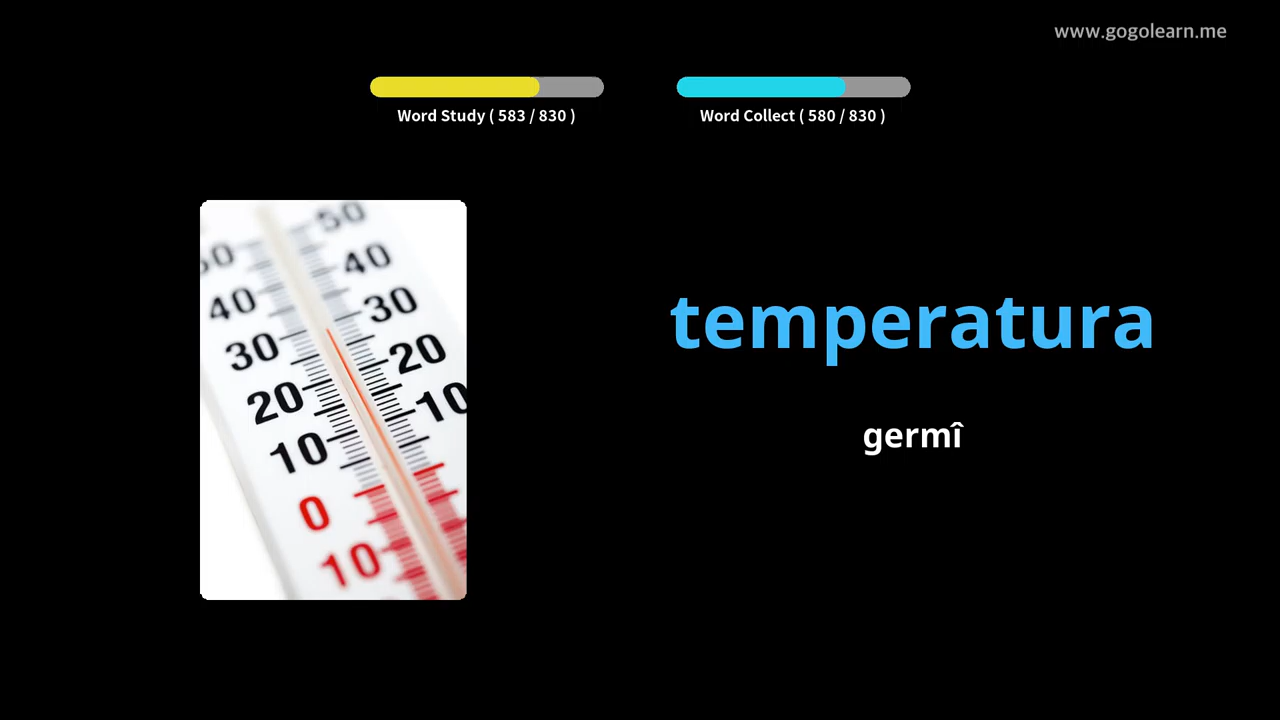 www.gogolearn.me
Word Study ( 583 / 830 )
Word Collect ( 580 / 830 )
50
50
40
40
30
30
20
20
10
10
0
10
temperatura
germî